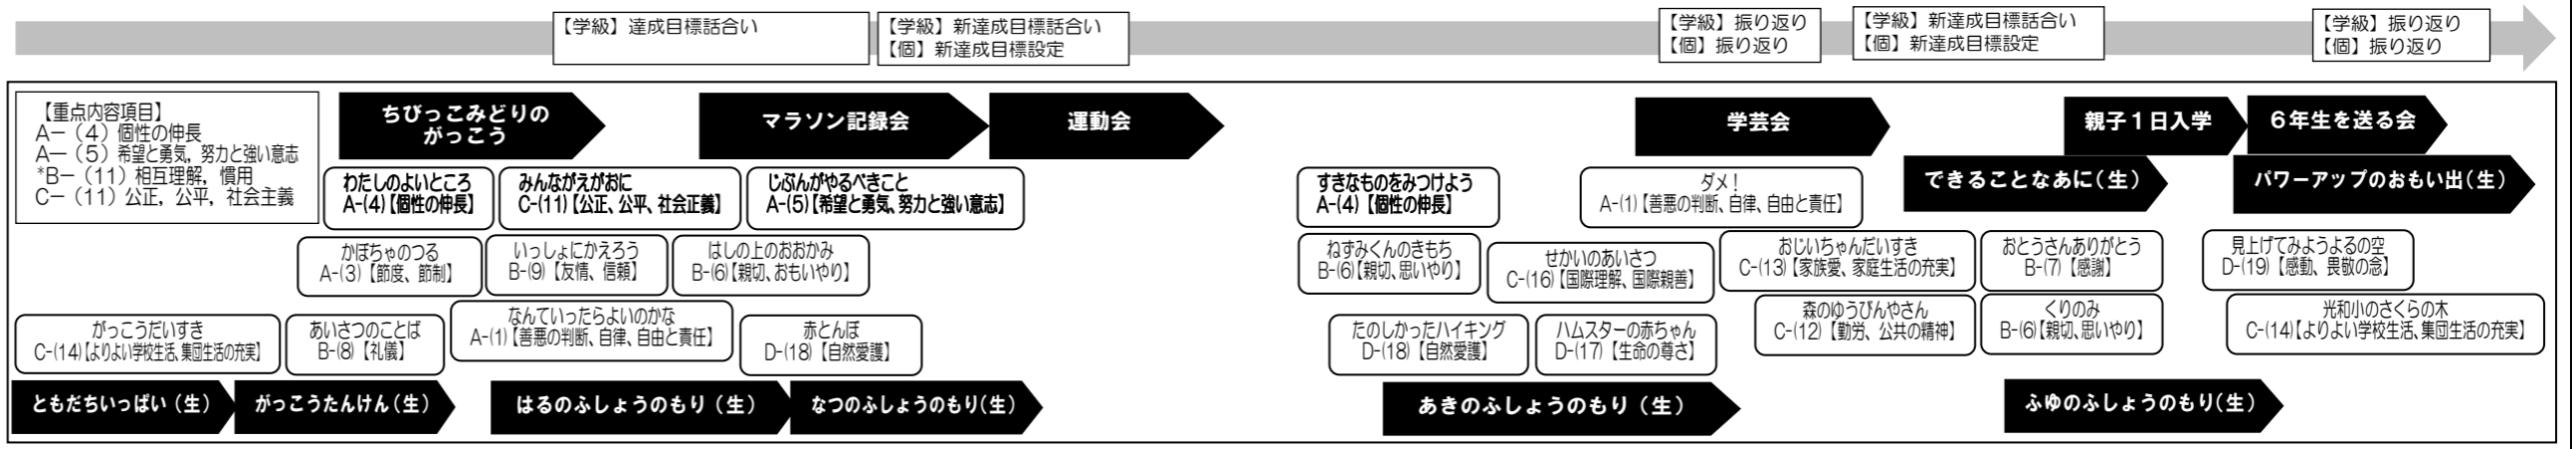 【学級】達成目標話合い
【学級】新達成目標話合い
【個】新達成目標設定
【学級】振り返り
【個】振り返り
【学級】新達成目標話合い
【個】新達成目標設定
【学級】振り返り
【個】振り返り
【重点内容項目】
A－（4）個性の伸長
A－（5）希望と勇気，努力と強い意志
*B－（11）相互理解，慣用
C－（11）公正，公平，社会主義
ちびっこみどりの
がっこう
マラソン記録会
運動会
学芸会
親子１日入学
６年生を送る会
わたしのよいところ
A-(4)【個性の伸長】
みんながえがおに
C-(11)【公正、公平、社会正義】
じぶんがやるべきこと
A-(5)【希望と勇気、努力と強い意志】
すきなものをみつけよう
A-(4)【個性の伸長】
ダメ！
A-(1)【善悪の判断、自律、自由と責任】
できることなあに（生）
パワーアップのおもい出（生）
かぼちゃのつる
A-(3)【節度、節制】
いっしょにかえろう
B-(9)【友情、信頼】
はしの上のおおかみ
B-(6)【親切、おもいやり】
ねずみくんのきもち
B-(6)【親切、思いやり】
せかいのあいさつ
C-(16)【国際理解、国際親善】
おじいちゃんだいすき
C-(13)【家族愛、家庭生活の充実】
おとうさんありがとう
B-(7)【感謝】
見上げてみようよるの空
D-(19)【感動、畏敬の念】
がっこうだいすき
C-(14)【よりよい学校生活、集団生活の充実】
あいさつのことば
B-(8)【礼儀】
なんていったらよいのかな
A-(1)【善悪の判断、自律、自由と責任】
赤とんぼ
D-(18)【自然愛護】
たのしかったハイキング
D-(18)【自然愛護】
ハムスターの赤ちゃん
D-(17)【生命の尊さ】
森のゆうびんやさん
C-(12)【勤労、公共の精神】
くりのみ
B-(6)【親切、思いやり】
光和小のさくらの木
C-(14)【よりよい学校生活、集団生活の充実】
ともだちいっぱい（生）
がっこうたんけん（生）
はるのふしょうのもり（生）
なつのふしょうのもり（生）
あきのふしょうのもり（生）
ふゆのふしょうのもり（生）